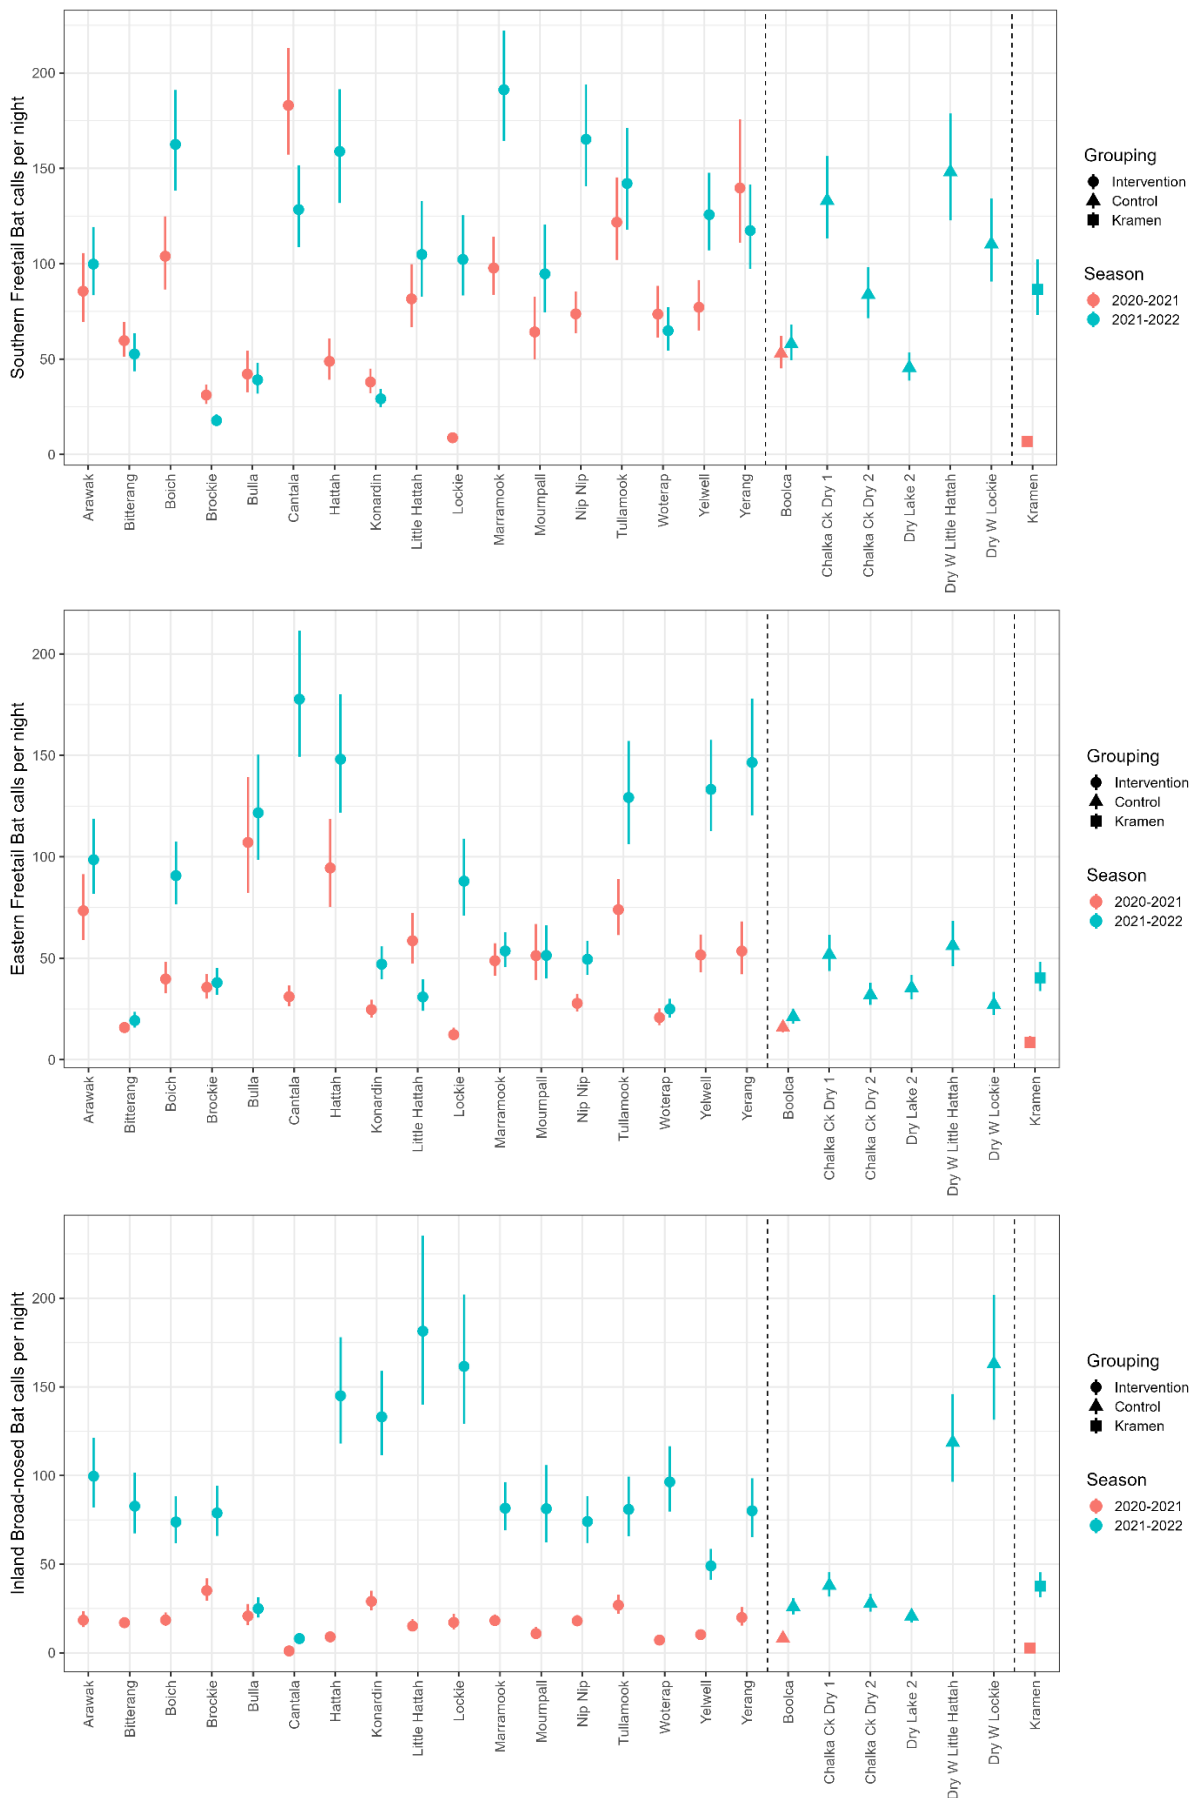 Southern Freetail Bat calls per night
200
150
100
50
0
Arawak
Bitterang
Boich
Brockie
Bulla
Cantala
Hattah
Konardin
Little Hattah
Lockie
Marramook
Mournpall
Nip Nip
Tullamook
Woterap
Yelwell
Yerang
Boolca
Chalka Ck Dry 1
Chalka Ck Dry 2
Dry Lake 2
Dry W Little Hattah
Dry W Lockie
Kramen
Grouping
Intervention
Control
Kramen
Season
2020-2021
2021-2022
Eastern Freetail Bat calls per night
200
150
100
50
0
Arawak
Bitterang
Boich
Brockie
Bulla
Cantala
Hattah
Konardin
Little Hattah
Lockie
Marramook
Mournpall
Nip Nip
Tullamook
Woterap
Yelwell
Yerang
Boolca
Chalka Ck Dry 1
Chalka Ck Dry 2
Dry Lake 2
Dry W Little Hattah
Dry W Lockie
Kramen
Grouping
Intervention
Control
Kramen
Season
2020-2021
2021-2022
Inland Broad-nosed Bat calls per night
200
150
100
50
0
Arawak
Bitterang
Boich
Brockie
Bulla
Cantala
Hattah
Konardin
Little Hattah
Lockie
Marramook
Mournpall
Nip Nip
Tullamook
Woterap
Yelwell
Yerang
Boolca
Chalka Ck Dry 1
Chalka Ck Dry 2
Dry Lake 2
Dry W Little Hattah
Dry W Lockie
Kramen
Grouping
Intervention
Control
Kramen
Season
2020-2021
2021-2022